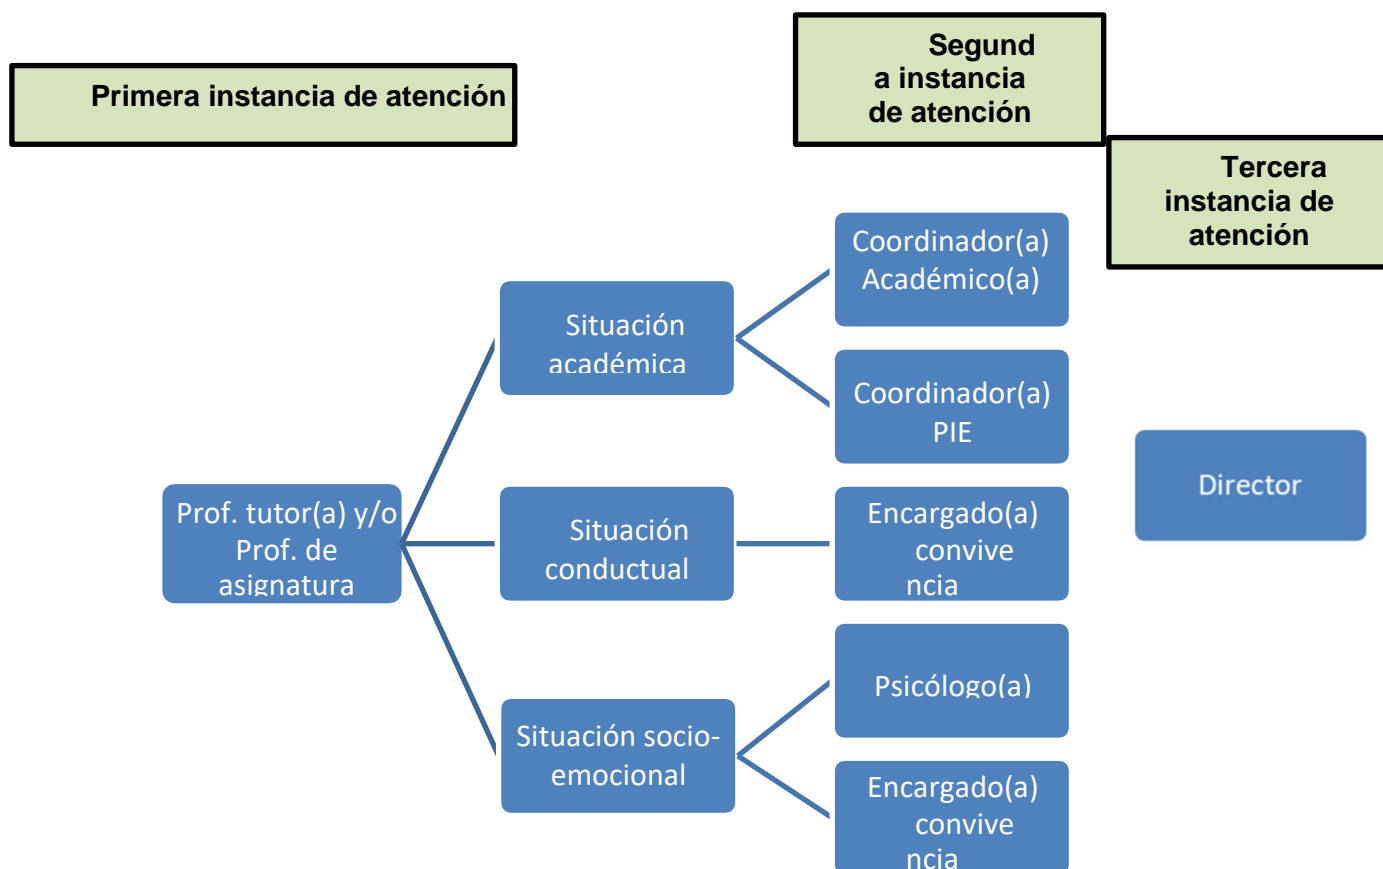 Primera instancia de atención
Segund
a instancia
de atención
Tercera
instancia de
atención
Prof. tutor(a) y/o
Prof. de
asignatura
Situación
académica
Situación
conductual
Situación socio-
emocional
Coordinador(a)
Académico(a)
Coordinador(a)
PIE
Encargado(a)
convive
ncia
Psicólogo(a)
Encargado(a)
convive
ncia
Director